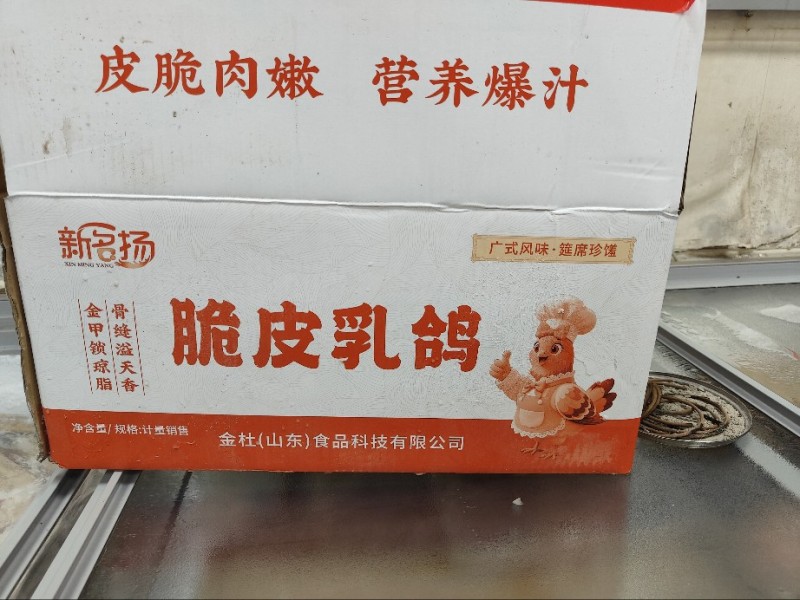 皮脆肉嫩 营养爆汁
新名扬
XIN MING YANG
广式风味·筵席珍馐
骨缝溢天香
金甲锁琼脂
脆皮乳鸽
净含量/规格:计量销售
金杜(山东)食品科技有限公司